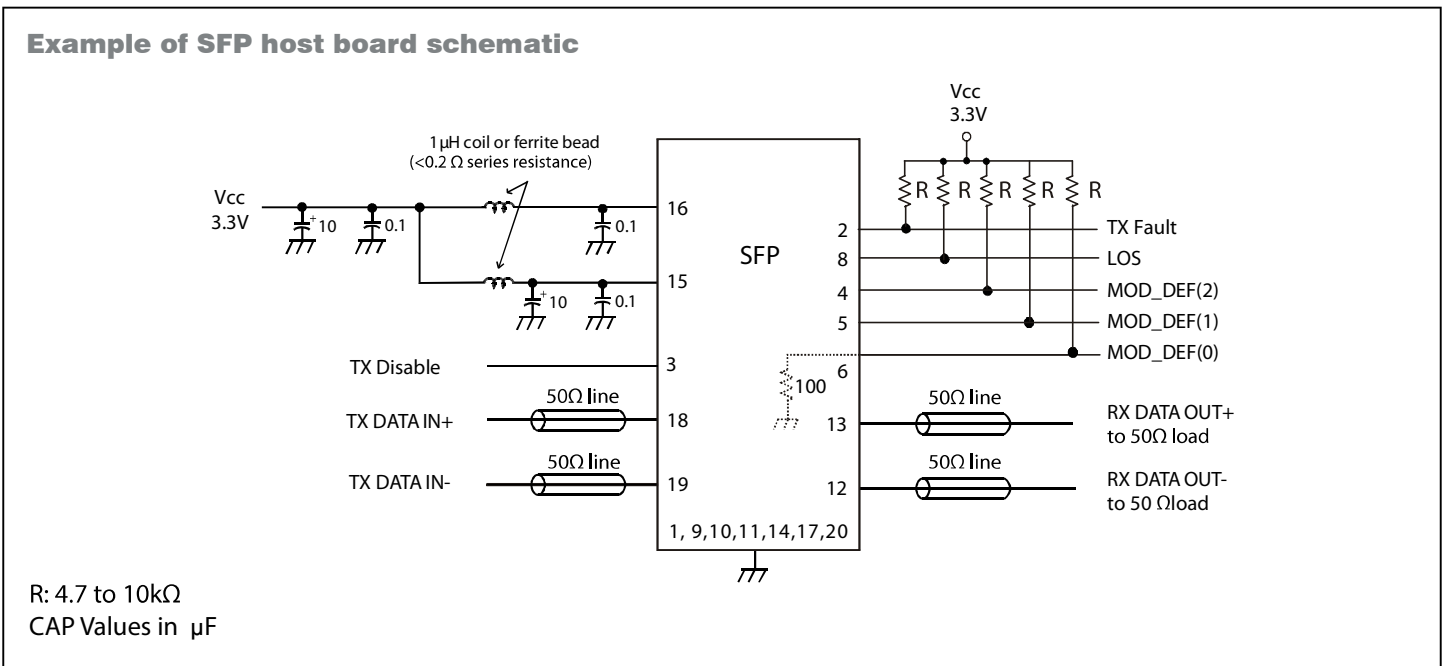 Example of SFP host board schematic
Vcc
3.3V
1 µH coil or ferrite bead
(<0.2 Ω series resistance)
R R R R R
Vcc
3.3V
+ 10
0.1
0.1
16
SFP
2
TX Fault
8
LOS
15
+ 10
0.1
4
MOD_DEF(2)
5
MOD_DEF(1)
MOD_DEF(0)
TX Disable
3
6
100
50Ω line
TX DATA IN+
18
50Ω line
13
RX DATA OUT+
to 50Ω load
50Ω line
TX DATA IN-
19
50Ω line
12
RX DATA OUT-
to 50 Ωload
1, 9,10,11,14,17,20
R: 4.7 to 10kΩ
CAP Values in µF